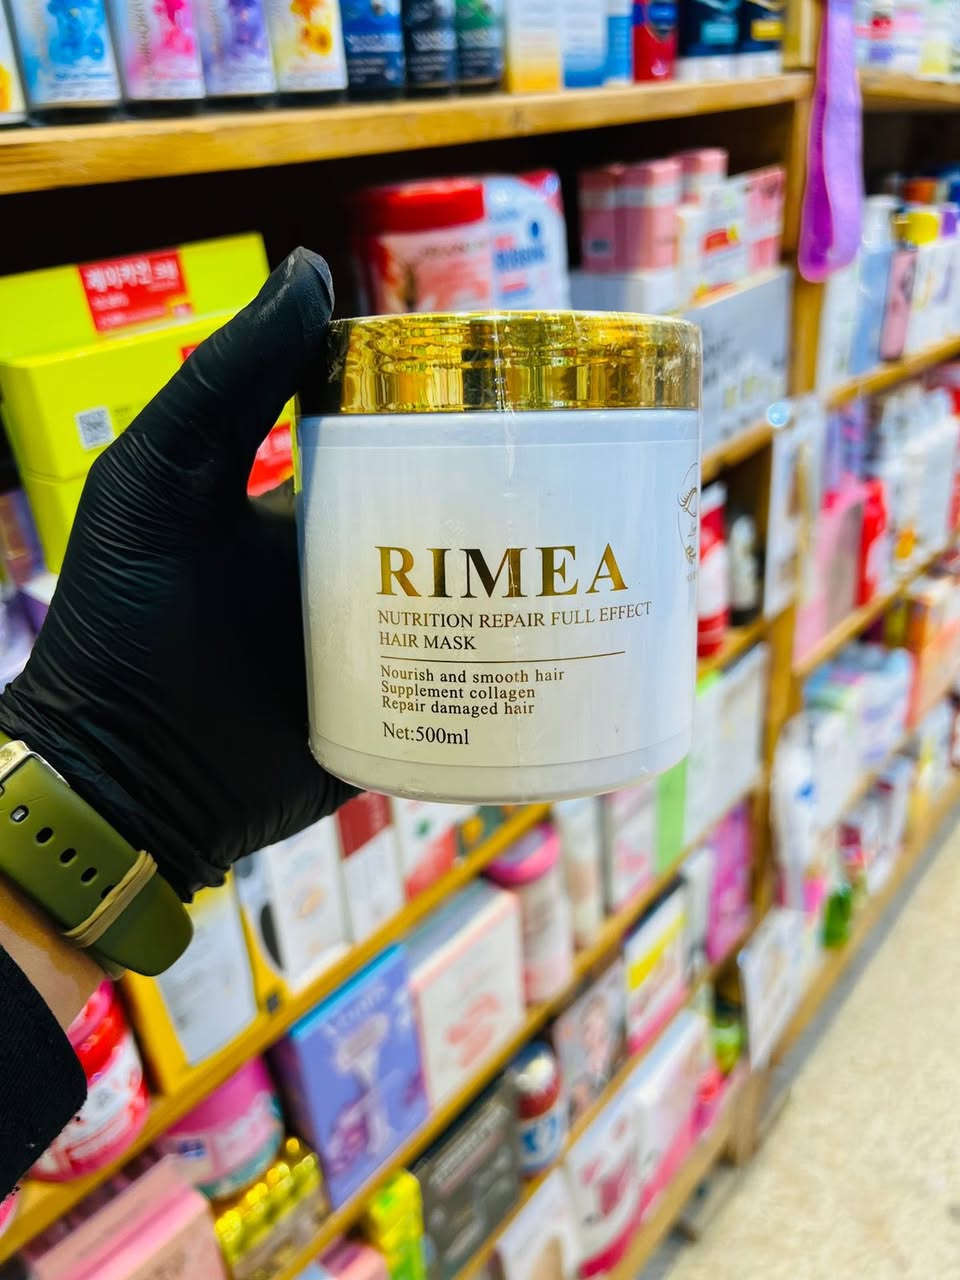 RIMEA
NUTRITION REPAIR FULL EFFECT
HAIR MASK
Nourish and smooth hair
Supplement collagen
Repair damaged hair
Net:500ml